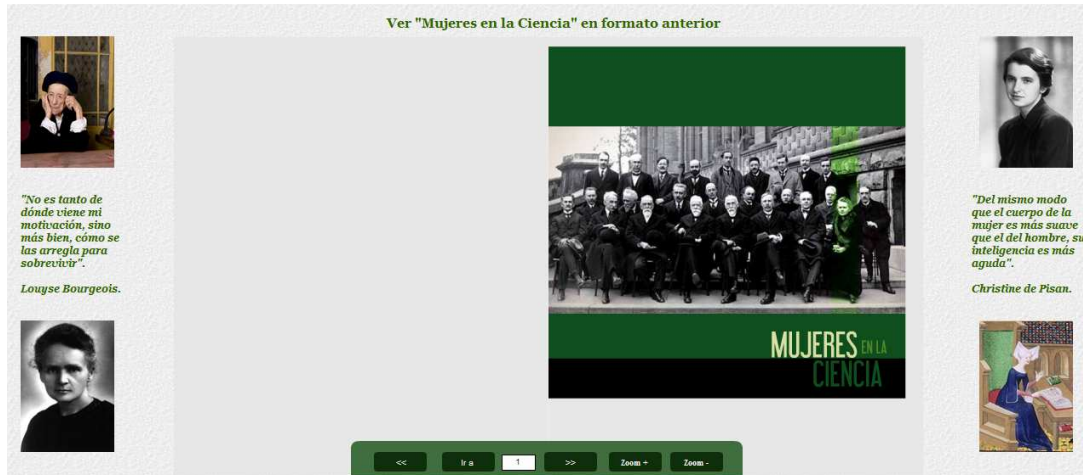 Ver "Mujeres en la Ciencia" en formato anterior
"No es tanto de
dónde viene mi
motivación, sino
más bien, cómo se
las arregla para
sobrevivir".
Louyse Bourgeois.
MUJERES EN LA
CIENCIA
"Del mismo modo
que el cuerpo de la
mujer es más suave
que el del hombre, su
inteligencia es más
aguda".
Christine de Pisan.
<< Ir a 1 >> Zoom + Zoom -